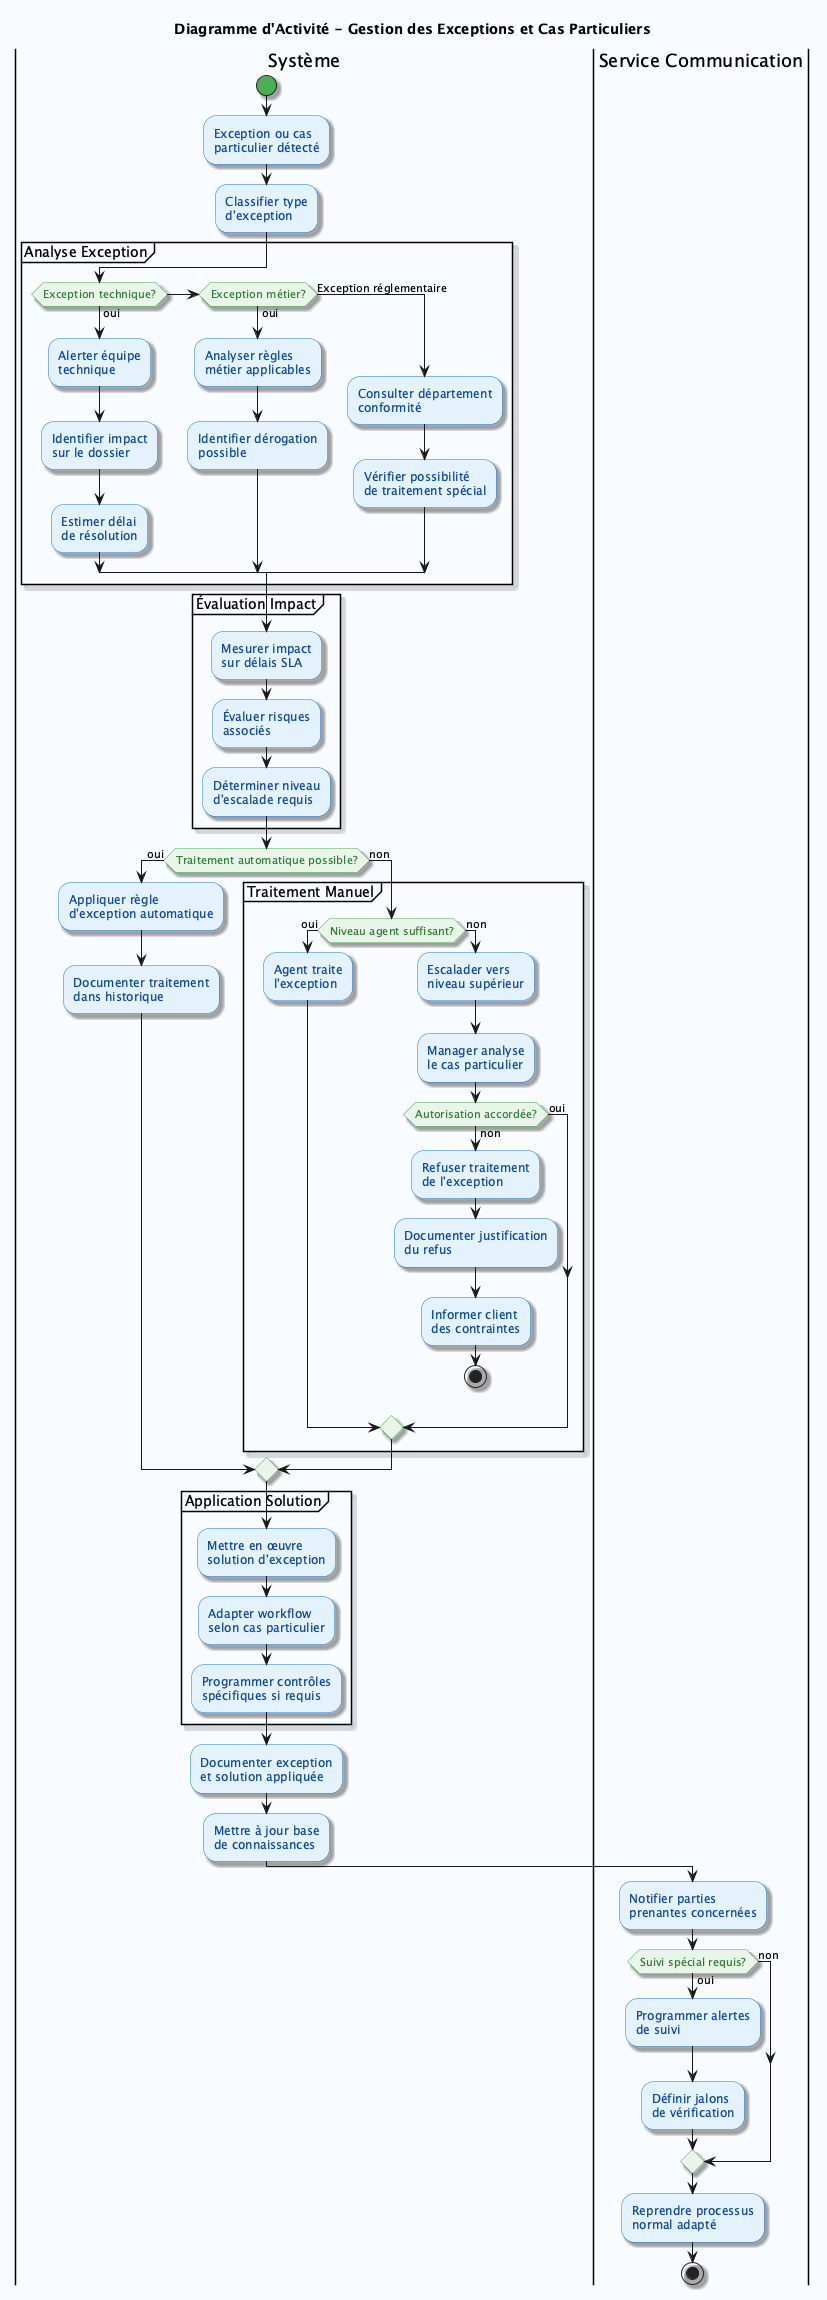 Diagramme d'Activité - Gestion des Exceptions et Cas Particuliers
Système
Service Communication
Exception ou cas
particulier détecté
Classifier type
d'exception
Analyse Exception
Exception technique?
oui
Exception métier?
oui
Exception réglementaire
Alerter équipe
technique
Identifier impact
sur le dossier
Estimer délai
de résolution
Analyser règles
métier applicables
Identifier dérogation
possible
Consulter département
conformité
Vérifier possibilité
de traitement spécial
Évaluation Impact
Mesurer impact
sur délais SLA
Évaluer risques
associés
Déterminer niveau
d'escalade requis
oui
Traitement automatique possible?
non
Appliquer règle
d'exception automatique
Documenter traitement
dans historique
Traitement Manuel
oui
Niveau agent suffisant?
non
Agent traite
l'exception
Escalader vers
niveau supérieur
Manager analyse
le cas particulier
Autorisation accordée?
oui
non
Refuser traitement
de l'exception
Documenter justification
du refus
Informer client
des contraintes
Application Solution
Mettre en œuvre
solution d'exception
Adapter workflow
selon cas particulier
Programmer contrôles
spécifiques si requis
Documenter exception
et solution appliquée
Mettre à jour base
de connaissances
Notifier parties
prenantes concernées
Suivi spécial requis?
non
oui
Programmer alertes
de suivi
Définir jalons
de vérification
Reprendre processus
normal adapté